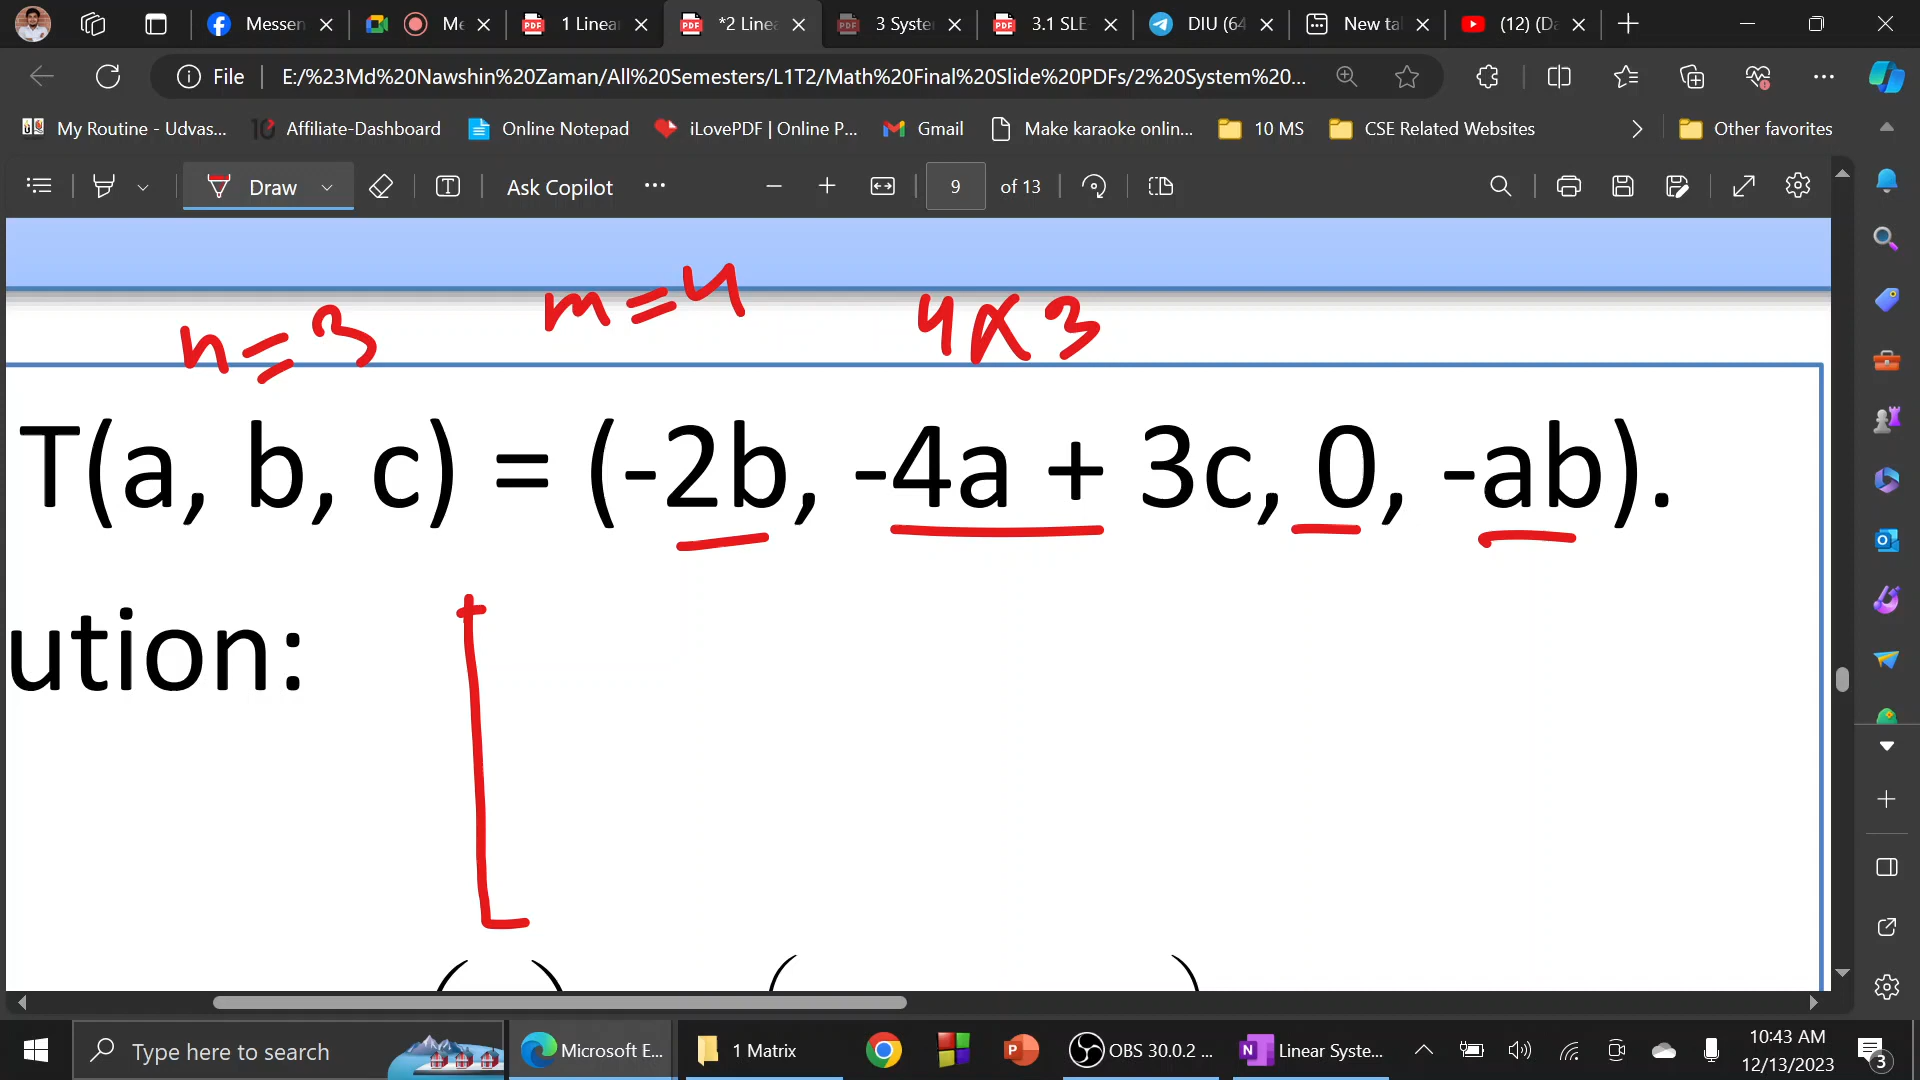 Messen
Me
1 Linea
*2 Linea
3 Syste
3.1 SLE
DIU (64
New ta
(12) (Da
File
E:/%23Md%20Nawshin%20Zaman/All%20Semesters/L1T2/Math%20Final%20Slide%20PDFs/2%20System%20...
My Routine - Udvas...
Affiliate-Dashboard
Online Notepad
iLovePDF | Online P...
Gmail
Make karaoke onlin...
10 MS
CSE Related Websites
Other favorites
Draw
Ask Copilot
9
of 13
n=3
m=4
4×3
T(a, b, c) = (-2b, -4a + 3c, 0, -ab).
ution:
Type here to search
Microsoft E...
1 Matrix
OBS 30.0.2 ...
Linear Syste...
10:43 AM
12/13/2023
3